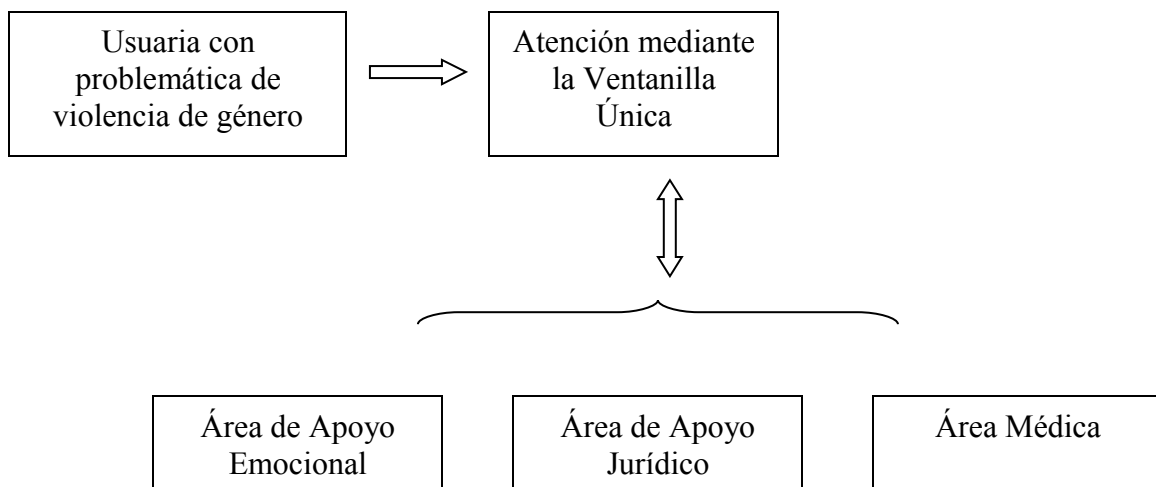 Usuaria con
problemática de
violencia de género
Atención mediante
la Ventanilla
Única
Área de Apoyo
Emocional
Área de Apoyo
Jurídico
Área Médica